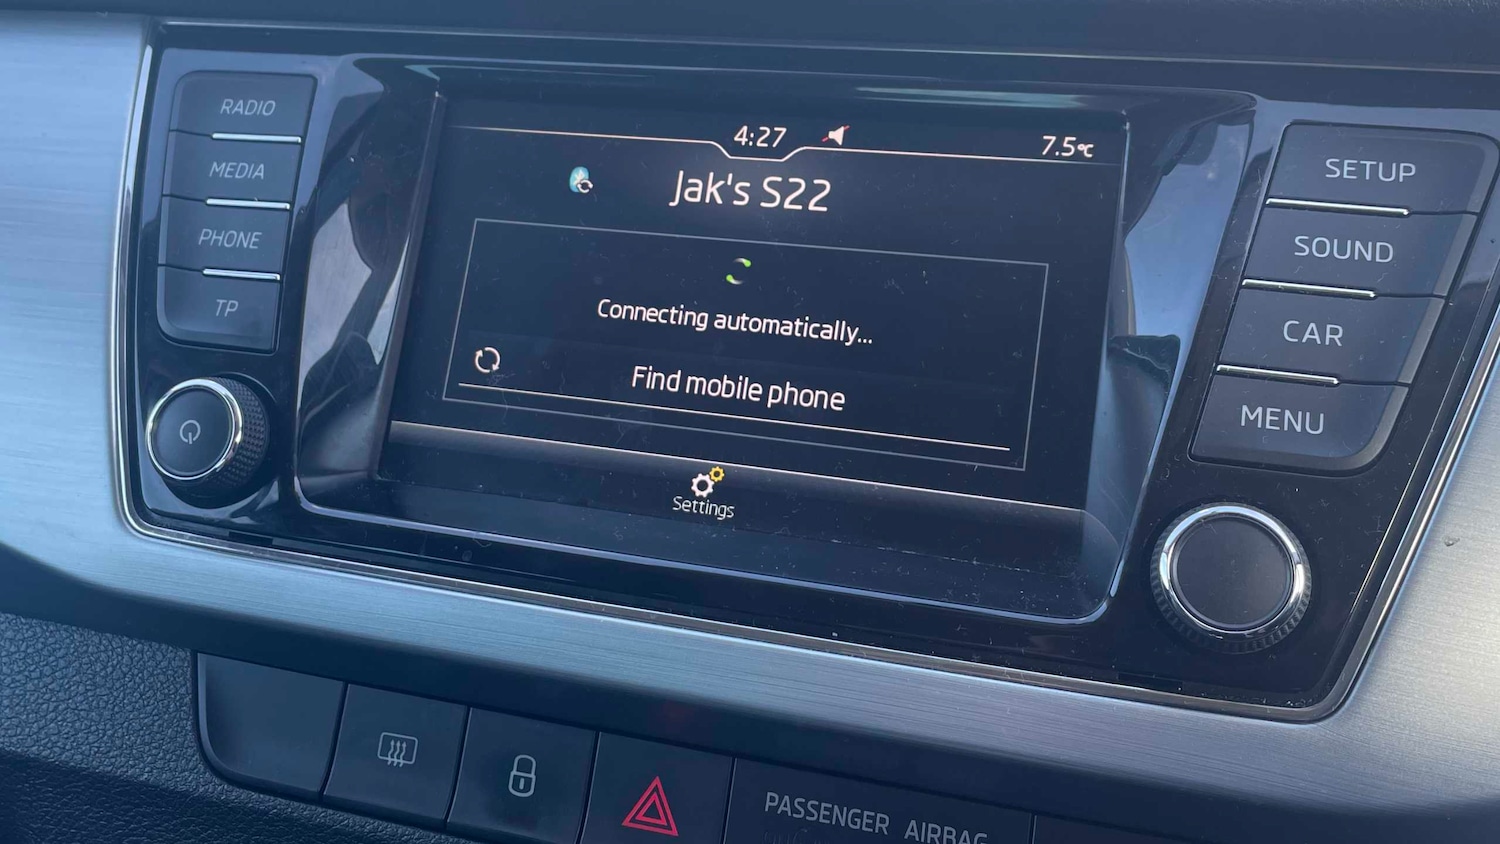 RADIO
MEDIA
PHONE
TP
4:27
7.5°C
Jak's S22
Connecting automatically...
Find mobile phone
Settings
SETUP
SOUND
CAR
MENU
PASSENGER AIRBAG